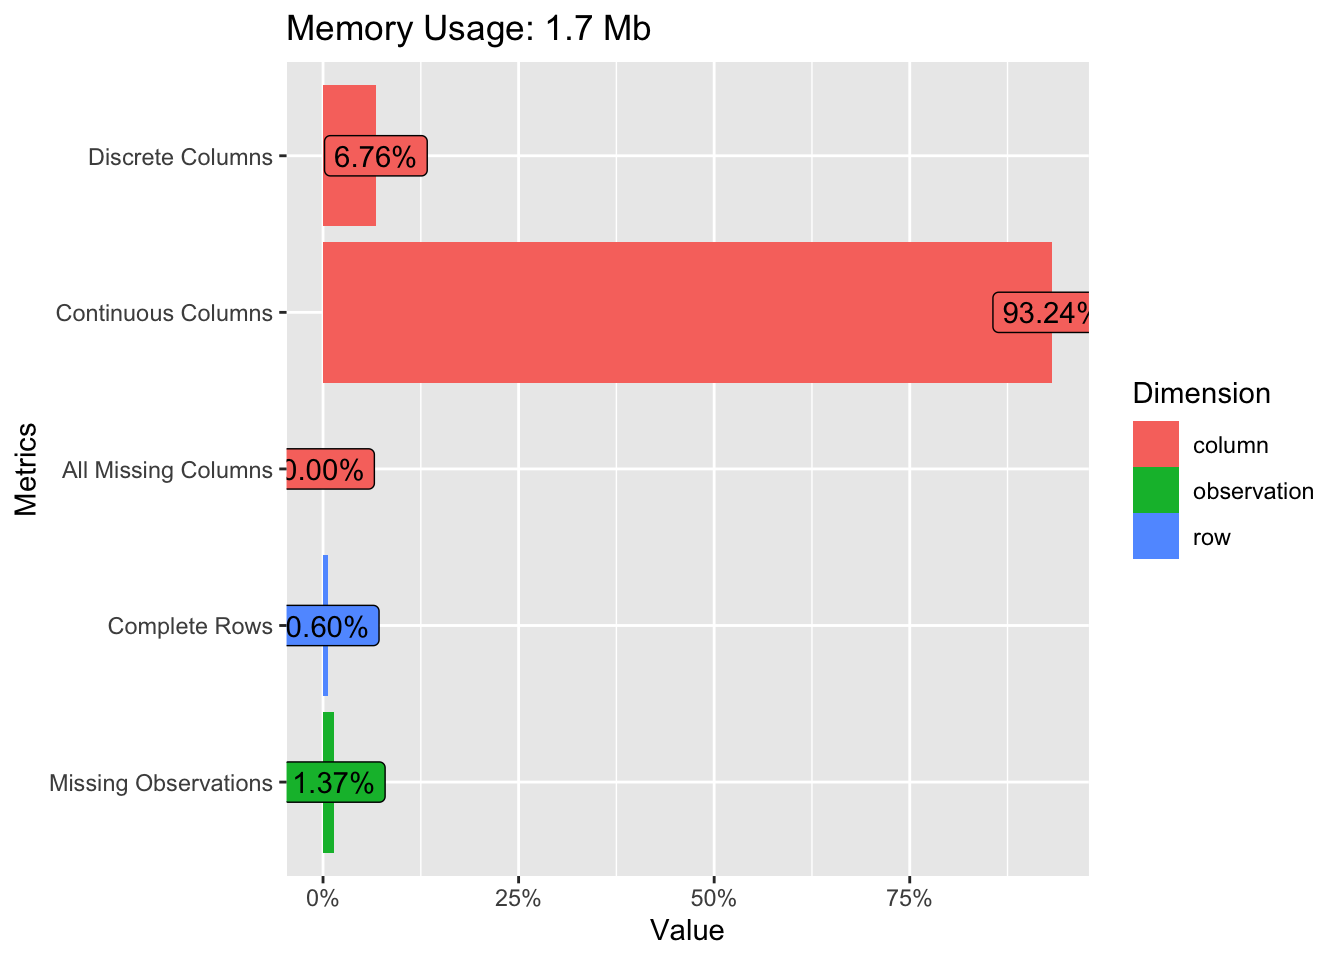 Memory Usage: 1.7 Mb
Discrete Columns
6.76%
Continuous Columns
93.24%
All Missing Columns
0.00%
Complete Rows
0.60%
Missing Observations
1.37%
Metrics
0% 25% 50% 75%
Value
Dimension
column
observation
row